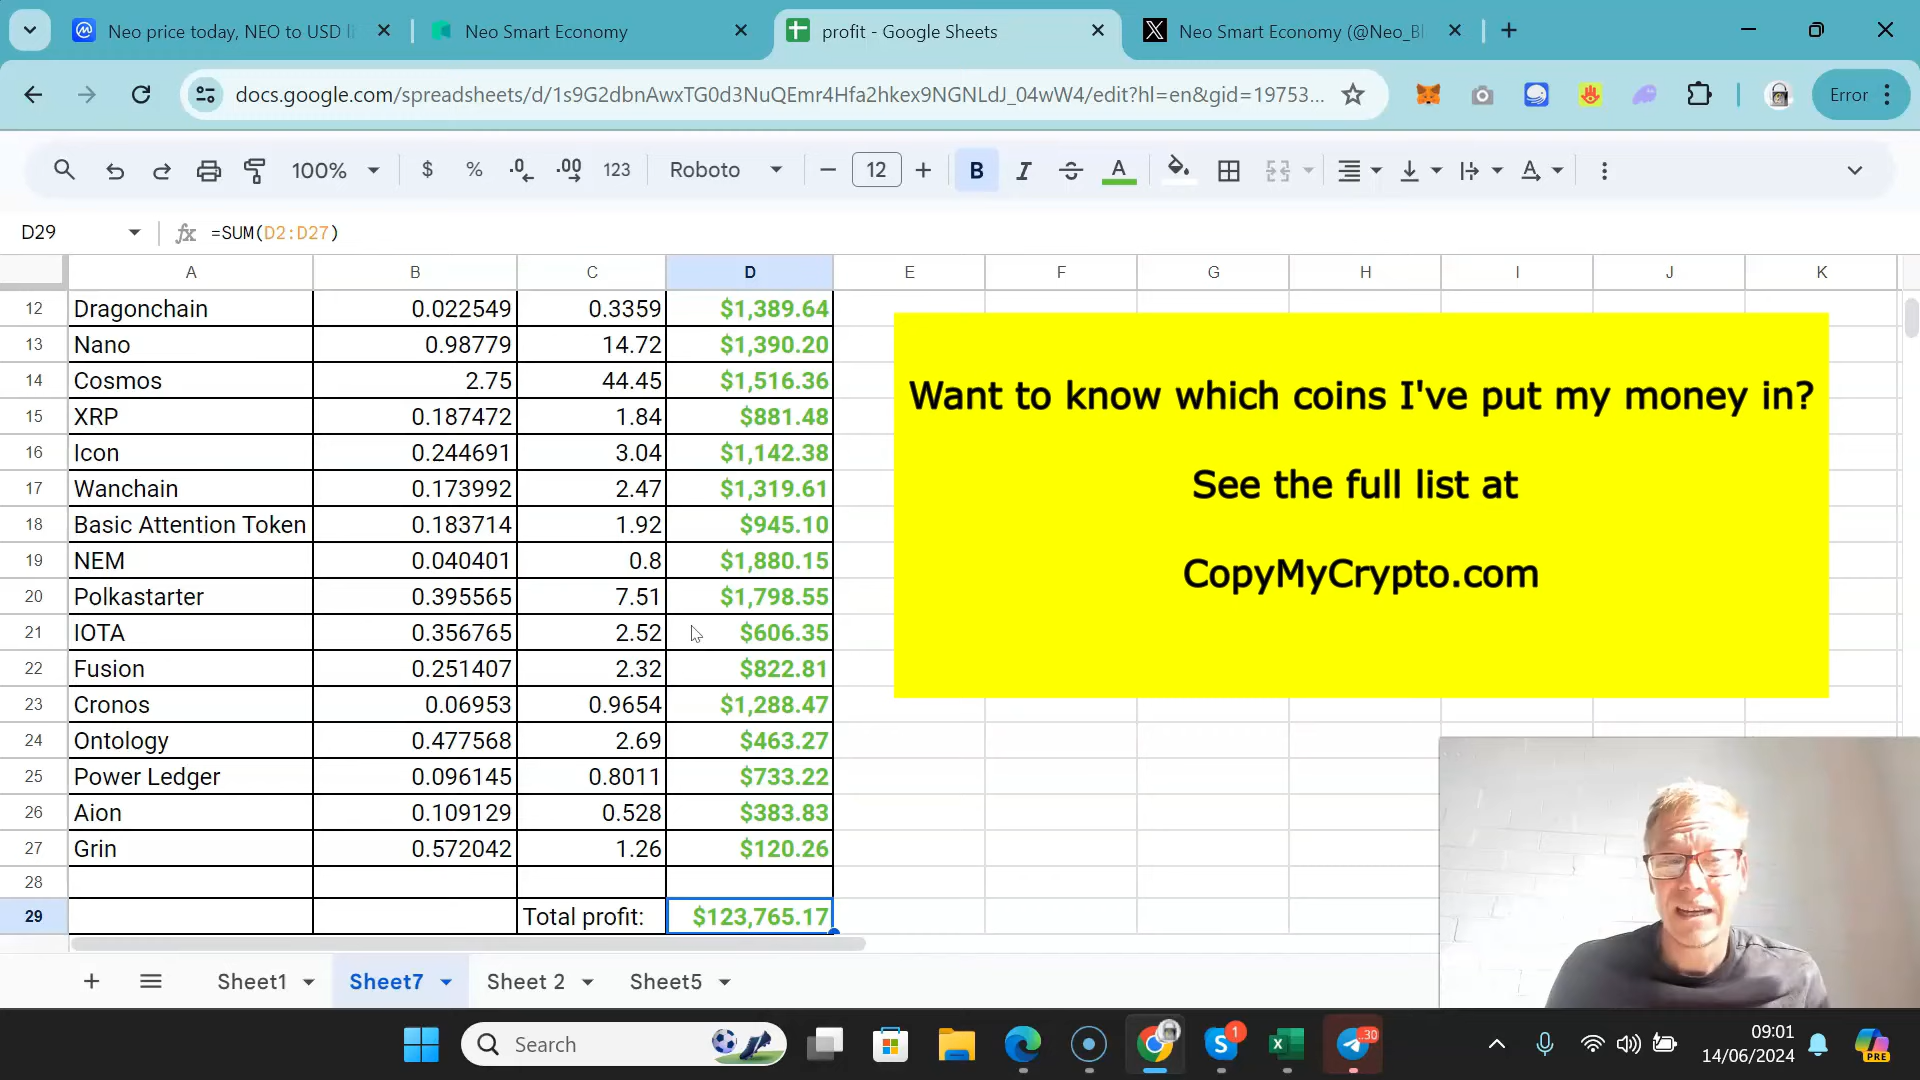 Neo price today, NEO to USD li
Neo Smart Economy
profit - Google Sheets
Neo Smart Economy (@Neo_Bl
docs.google.com/spreadsheets/d/1s9G2dbnAwxTG0d3NuQEmr4Hfa2hkex9NGNLdJ_04wW4/edit?hl=en&gid=19753...
Error
100%
$
%
.0
.00
123
Roboto
12
B
I
A
A
D29
fx
=SUM(D2:D27)
A B C D E F G H I J K
12 Dragonchain 0.022549 0.3359 $1,389.64
13 Nano 0.98779 14.72 $1,390.20
14 Cosmos 2.75 44.45 $1,516.36
15 XRP 0.187472 1.84 $881.48
16 Icon 0.244691 3.04 $1,142.38
17 Wanchain 0.173992 2.47 $1,319.61
18 Basic Attention Token 0.183714 1.92 $945.10
19 NEM 0.040401 0.8 $1,880.15
20 Polkastarter 0.395565 7.51 $1,798.55
21 IOTA 0.356765 2.52 $606.35
22 Fusion 0.251407 2.32 $822.81
23 Cronos 0.06953 0.9654 $1,288.47
24 Ontology 0.477568 2.69 $463.27
25 Power Ledger 0.096145 0.8011 $733.22
26 Aion 0.109129 0.528 $383.83
27 Grin 0.572042 1.26 $120.26
28
29 Total profit: $123,765.17
Want to know which coins I've put my money in?
See the full list at
CopyMyCrypto.com
Sheet1
Sheet7
Sheet 2
Sheet5
Search
1
30
09:01
14/06/2024
PRE